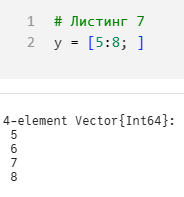 1 # Листинг 7
2 y = [5:8; ]
4-element Vector{Int64}:
5
6
7
8